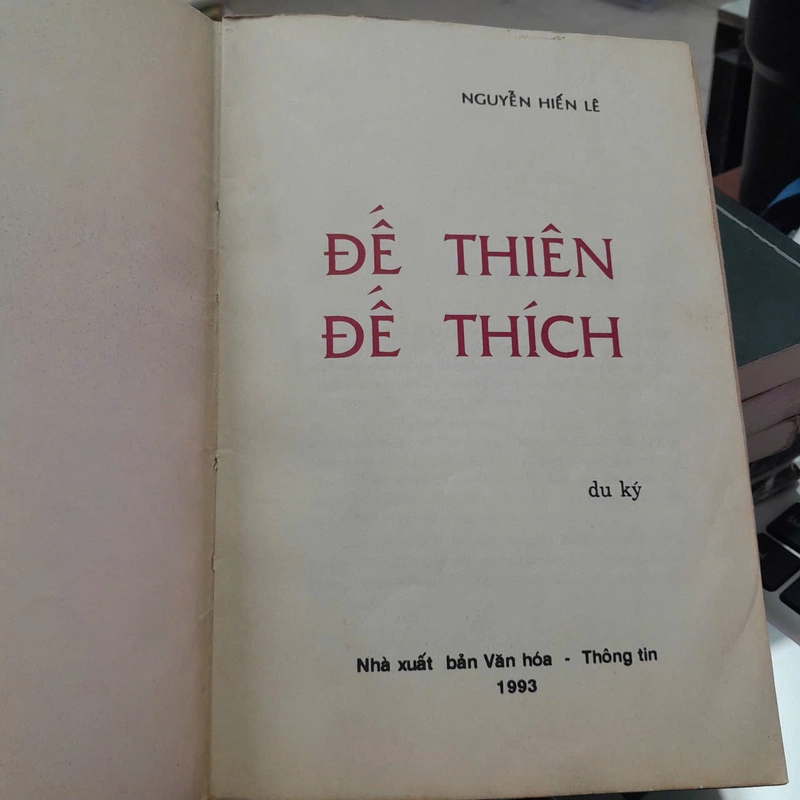 NGUYỄN HIẾN LÊ
ĐẾ THIÊN
ĐẾ THÍCH
du ký
Nhà xuất bản Văn hóa - Thông tin
1993